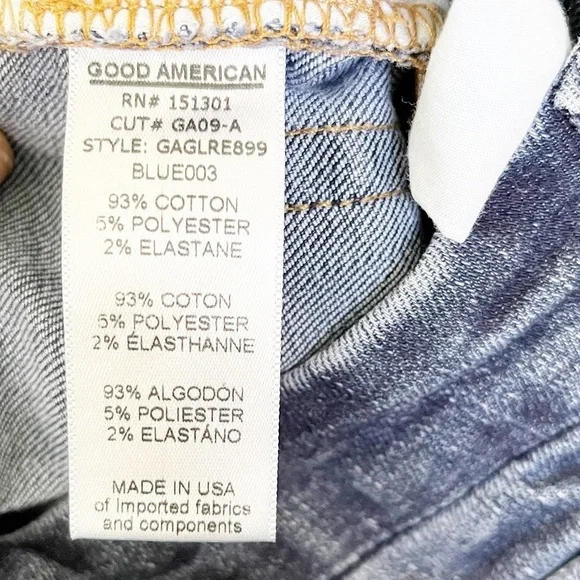 GOOD AMERICAN
RN# 151301
CUT# GA09-A
STYLE: GAGLRE899
BLUE003
93% COTTON
5% POLYESTER
2% ELASTANE
93% COTON
5% POLYESTER
2% ÉLASTHANNE
93% ALGODÓN
5% POLIESTER
2% ELASTÁNO
MADE IN USA
of Imported fabrics
and components